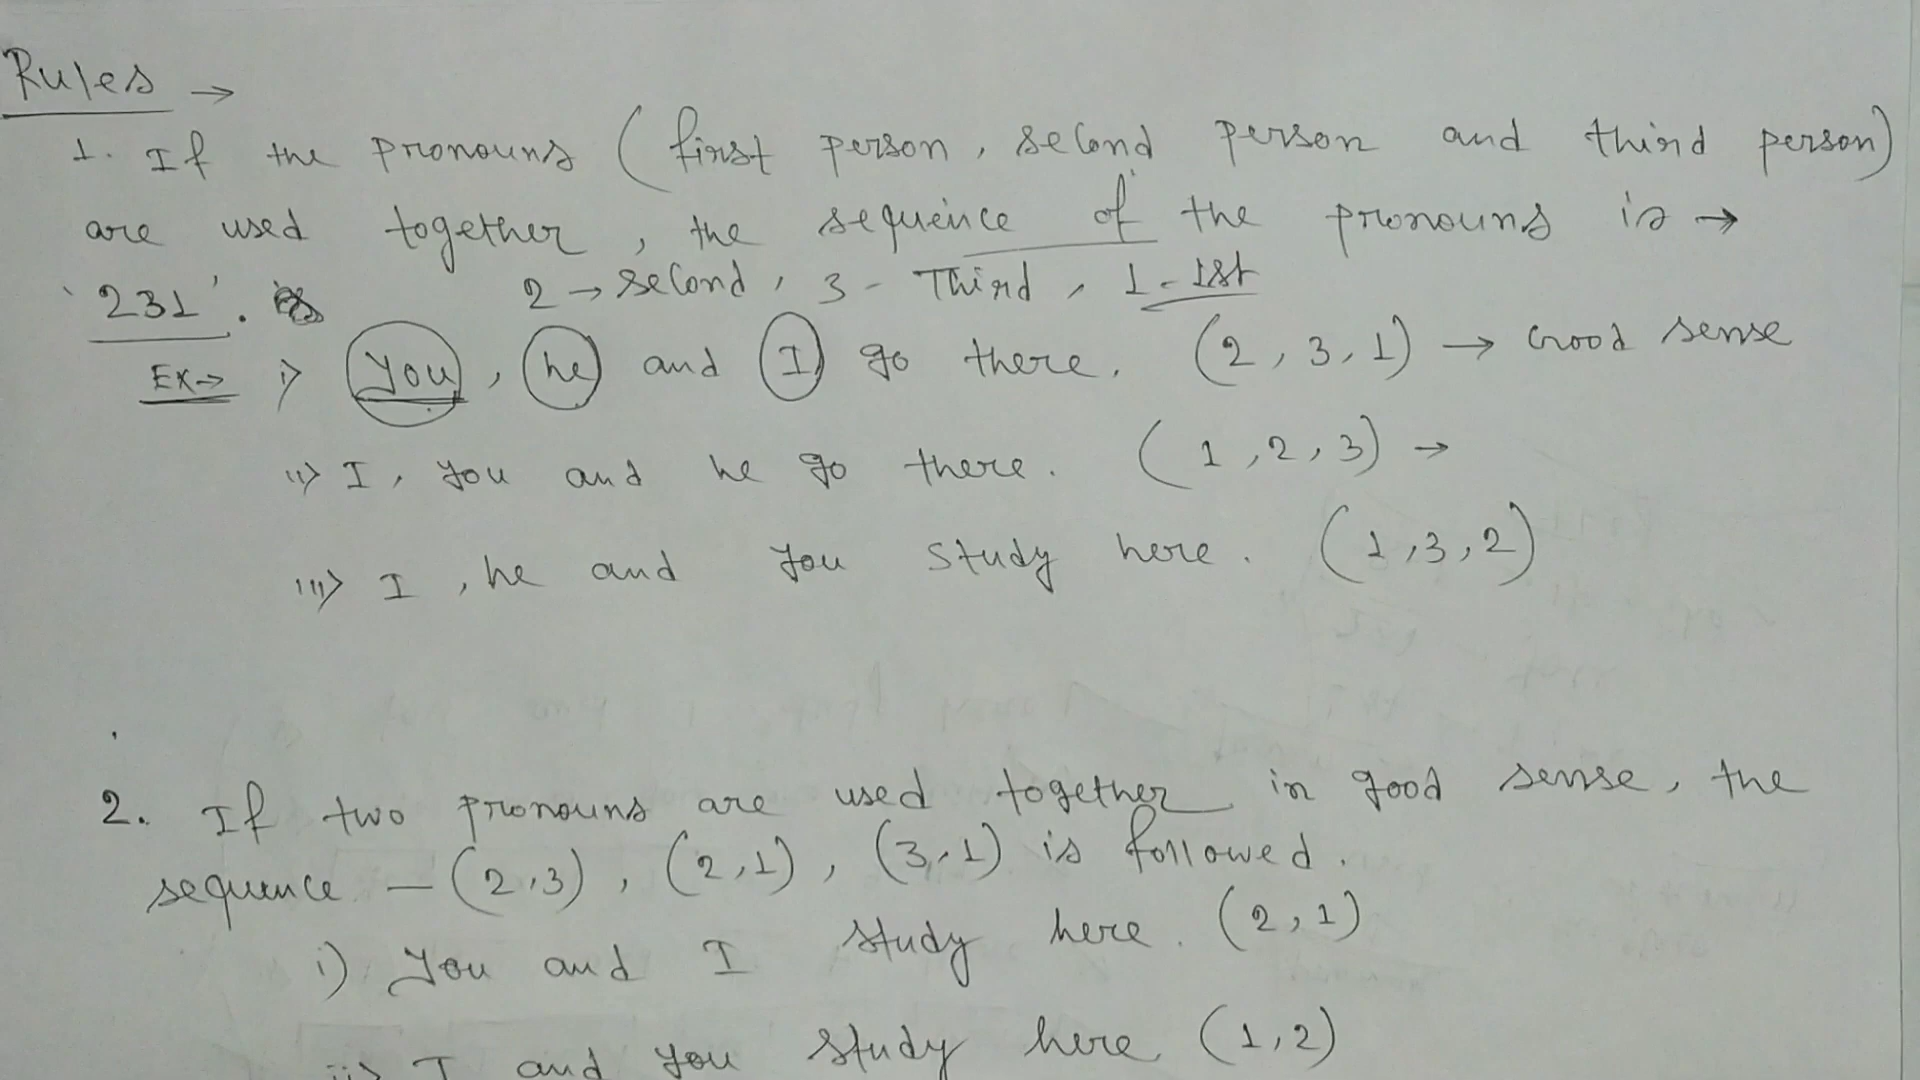 Rules →
1. If the pronouns (first person, second person and third person)
are used together, the sequence of the pronouns is →
'231'. 2 → second, 3 - Third, 1 - 1st
Ex → i> You, he and I go there. (2, 3, 1) → Good sense
ii> I, you and he go there. (1, 2, 3) →
iii> I, he and you study here. (1, 3, 2)
2. If two pronouns are used together in good sense, the
sequence — (2,3), (2,1), (3,1) is followed.
i) You and I study here. (2, 1)
ii> I and you study here (1, 2)